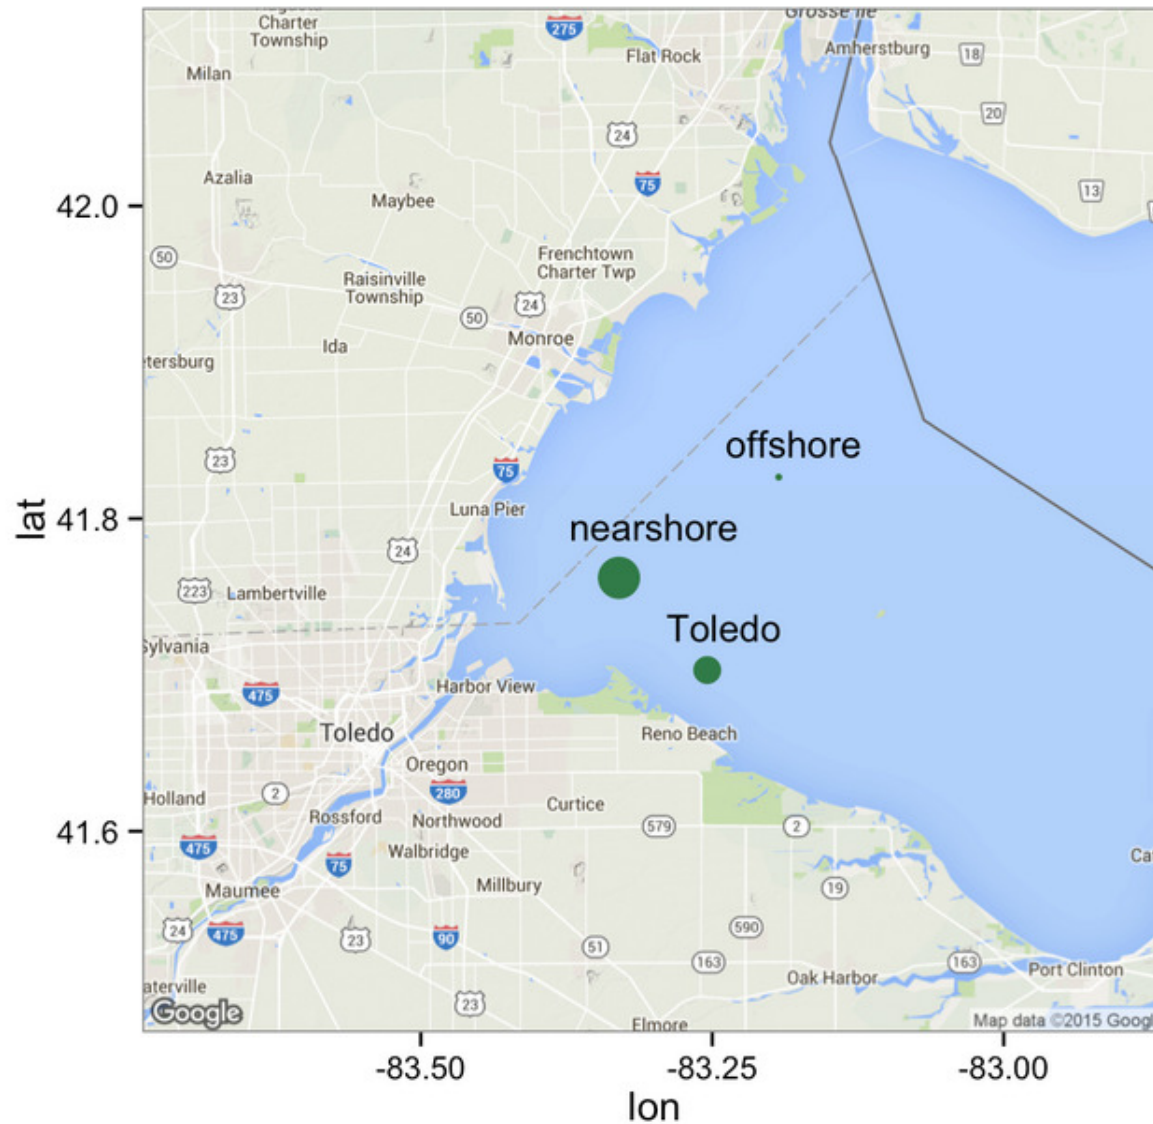 Grosse Ile
Charter
Township
275
Flat Rock
Amherstburg
18
Milan
20
24
Azalia
75
13
Maybee
42.0
Frenchtown
Charter Twp
50
Raisinville
Township
23
24
50
Monroe
Ida
etersburg
offshore
23
75
Luna Pier
41.8
nearshore
24
223
Lambertville
Toledo
Sylvania
Harbor View
475
Toledo
Reno Beach
Oregon
280
2
Holland
Curtice
Rossford
Northwood
579
2
41.6
475
75
Walbridge
Ca
Millbury
19
Maumee
24
475
23
90
51
590
163
163
Oak Harbor
Port Clinton
aterville
23
Google
Elmore
Map data ©2015 Googl
-83.50
-83.25
-83.00
lat
lon